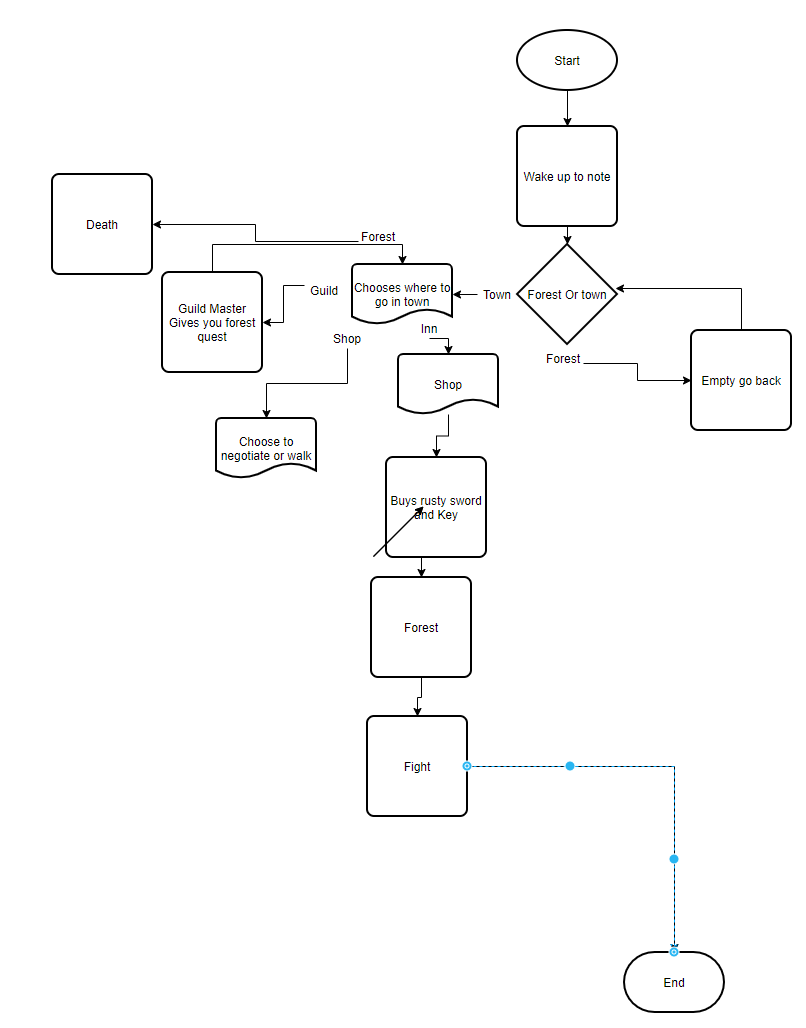 Start
Wake up to note
Death
Forest
Guild Master
Gives you forest
quest
Guild
Chooses where to
go in town
Town
Forest Or town
Shop
Inn
Forest
Empty go back
Shop
Choose to
negotiate or walk
Buys rusty sword
and Key
Forest
Fight
End